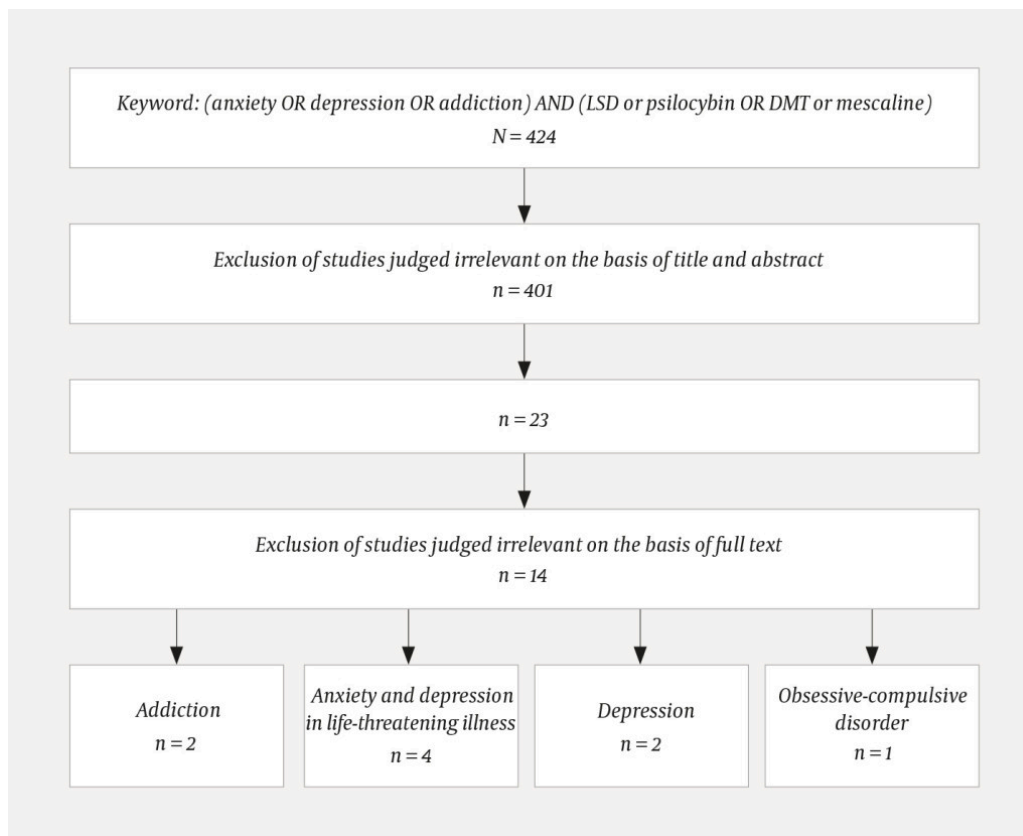 Keyword: (anxiety OR depression OR addiction) AND (LSD or psilocybin OR DMT or mescaline)
N = 424
Exclusion of studies judged irrelevant on the basis of title and abstract
n = 401
n = 23
Exclusion of studies judged irrelevant on the basis of full text
n = 14
Addiction
n = 2
Anxiety and depression
in life-threatening illness
n = 4
Depression
n = 2
Obsessive-compulsive
disorder
n = 1